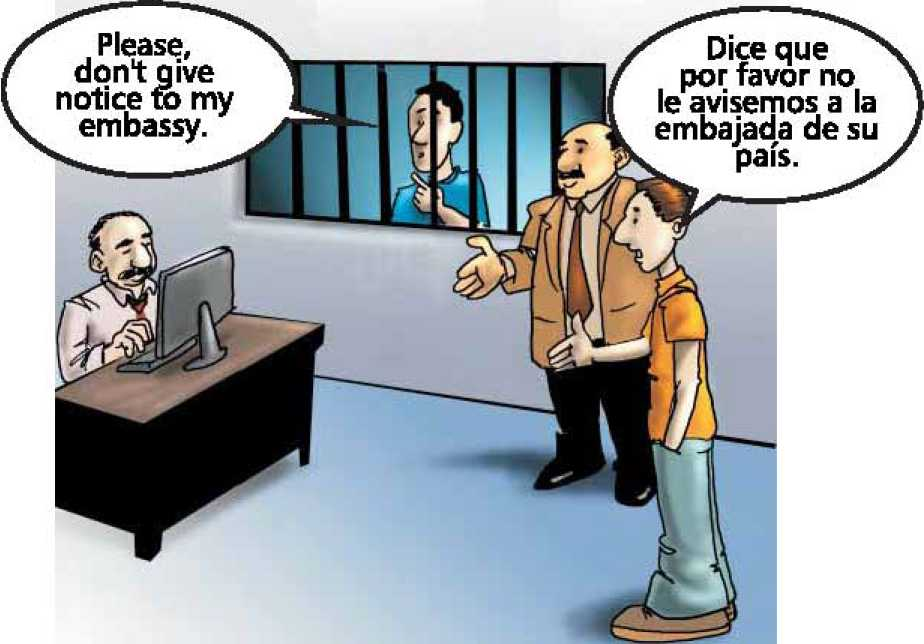 Please,
don't give
notice to my
embassy.
Dice que
por favor no
le avisemos a la
embajada de su
país.